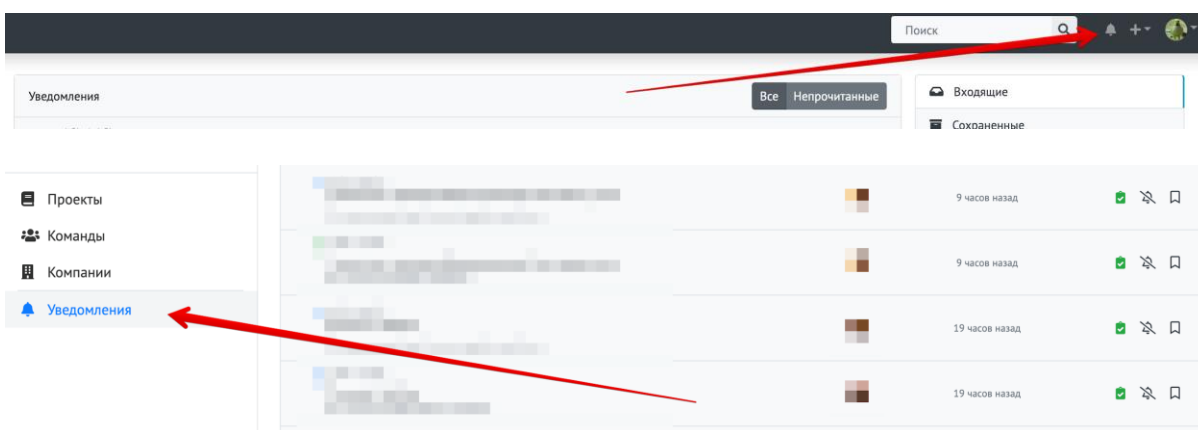 Поиск
Уведомления
Все Непрочитанные
Входящие
Сохраненные
Проекты
Команды
Компании
Уведомления
9 часов назад
9 часов назад
19 часов назад
19 часов назад